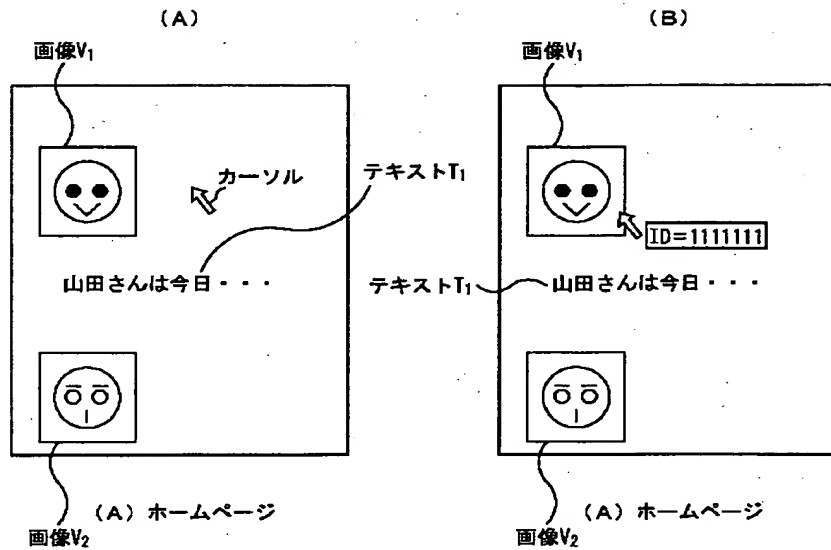 (A)
画像V1
カーソル
テキストT1
山田さんは今日・・・
(A) ホームページ
画像V2
(B)
画像V1
ID=1111111
テキストT1
山田さんは今日・・・
(A) ホームページ
画像V2